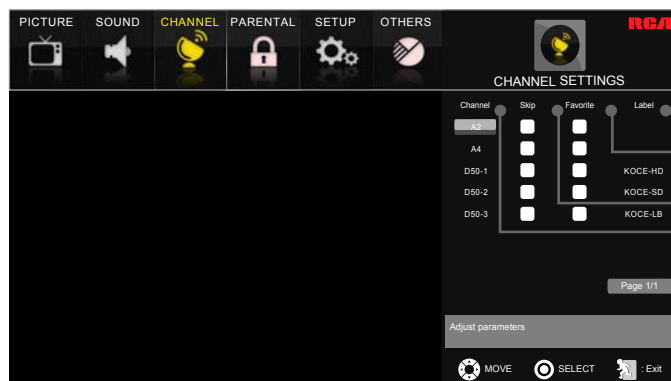 PICTURE SOUND CHANNEL PARENTAL SETUP OTHERS
RCA
CHANNEL SETTINGS
Channel Skip Favorite Label
A2
A4
D50-1 KOCE-HD
D50-2 KOCE-SD
D50-3 KOCE-LB
Page 1/1
Adjust parameters
MOVE SELECT : Exit